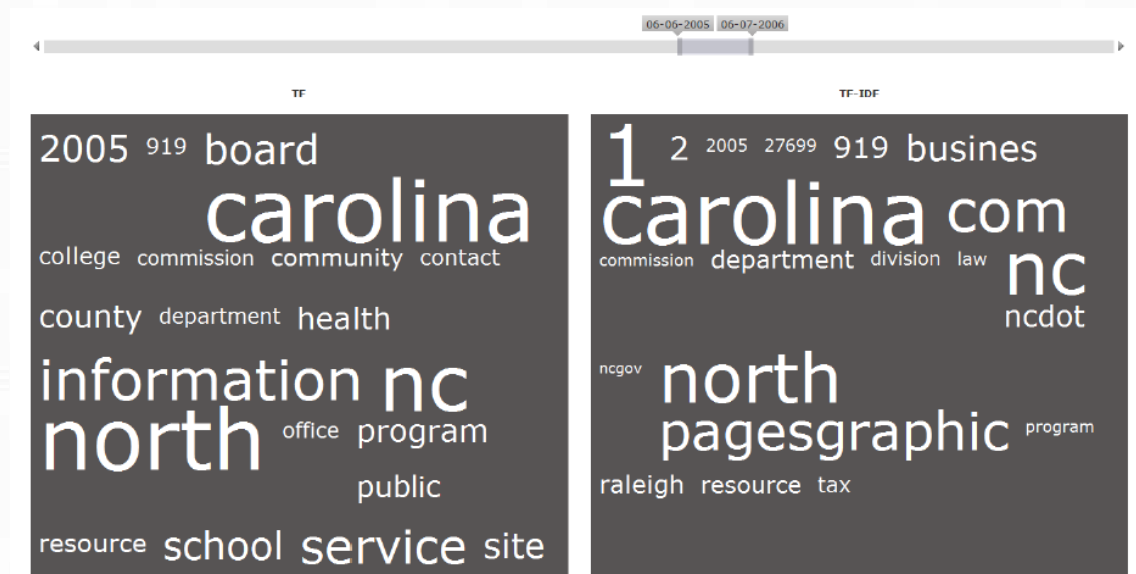 06-06-2005 06-07-2006
TF
2005 919 board
carolina
college commission community contact
county department health
information nc
north office program
public
resource school service site
TF-IDF
1 2 2005 27699 919 busines
carolina com
commission department division law nc
ncdot
ncgov north
pagesgraphic program
raleigh resource tax